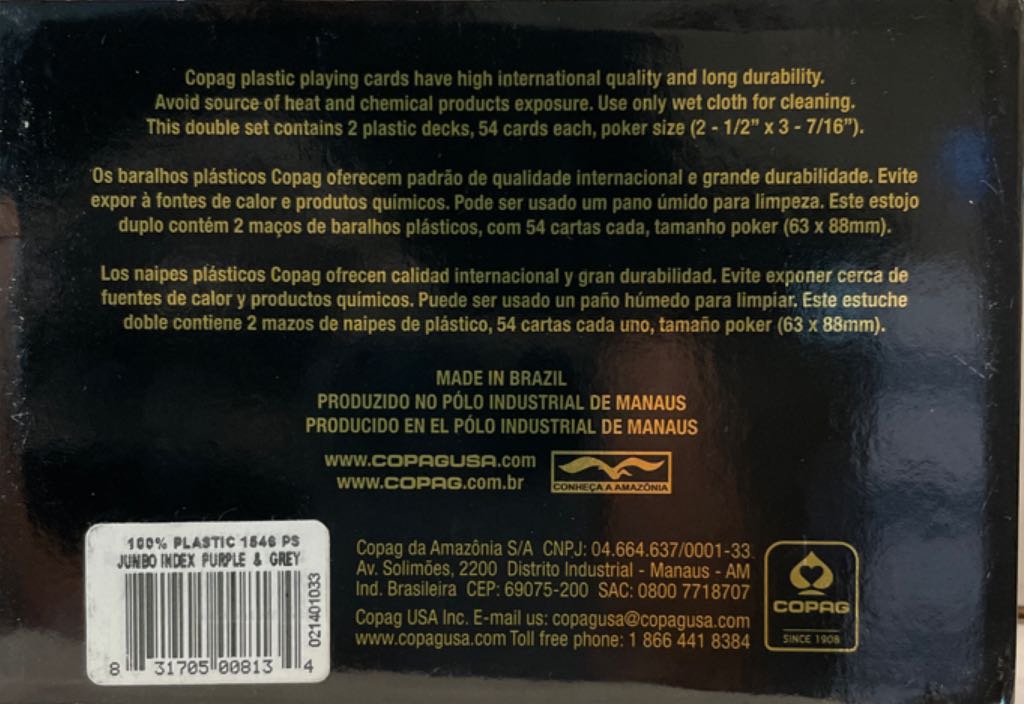 Copag plastic playing cards have high international quality and long durability.
Avoid source of heat and chemical products exposure. Use only wet cloth for cleaning.
This double set contains 2 plastic decks, 54 cards each, poker size (2 - 1/2" x 3 - 7/16").
Os baralhos plásticos Copag oferecem padrão de qualidade internacional e grande durabilidade. Evite
expor à fontes de calor e produtos químicos. Pode ser usado um pano úmido para limpeza. Este estojo
duplo contém 2 maços de baralhos plásticos, com 54 cartas cada, tamanho poker (63 x 88mm).
Los naipes plásticos Copag ofrecen calidad internacional y gran durabilidad. Evite exponer cerca de
fuentes de calor y productos químicos. Puede ser usado un paño húmedo para limpiar. Este estuche
doble contiene 2 mazos de naipes de plástico, 54 cartas cada uno, tamaño poker (63 x 88mm).
MADE IN BRAZIL
PRODUZIDO NO PÓLO INDUSTRIAL DE MANAUS
PRODUCIDO EN EL PÓLO INDUSTRIAL DE MANAUS
www.COPAGUSA.com
www.COPAG.com.br
CONHEÇA A AMAZÔNIA
100% PLASTIC 1546 PS
JUMBO INDEX PURPLE & GREY
021401033
8 31705 00813 4
Copag da Amazônia S/A CNPJ: 04.664.637/0001-33
Av. Solimões, 2200 Distrito Industrial - Manaus - AM
Ind. Brasileira CEP: 69075-200 SAC: 0800 7718707
Copag USA Inc. E-mail us: copagusa@copagusa.com
www.copagusa.com Toll free phone: 1 866 441 8384
COPAG
SINCE 1908